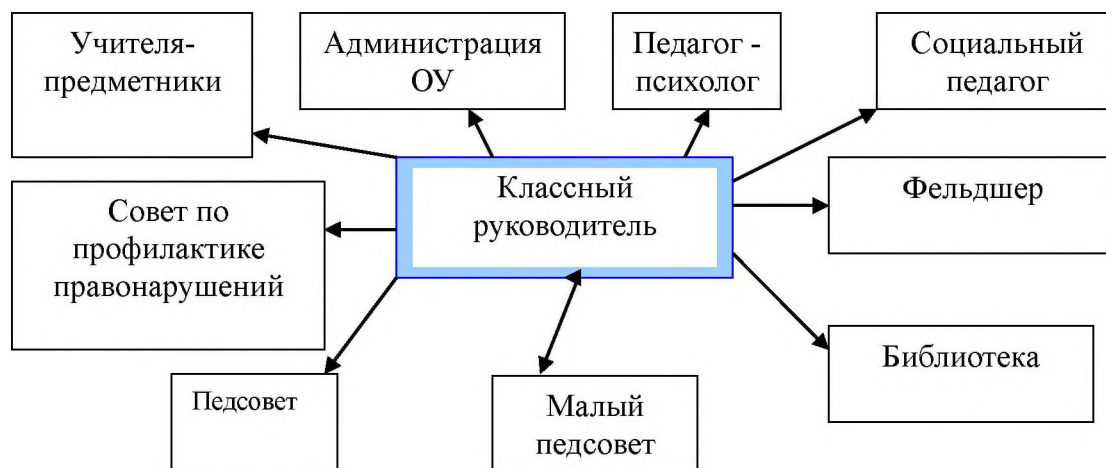 Учителя-
предметники
Администрация
ОУ
Педагог -
психолог
Социальный
педагог
Классный
руководитель
Фельдшер
Совет по
профилактике
правонарушений
Библиотека
Педсовет
Малый
педсовет